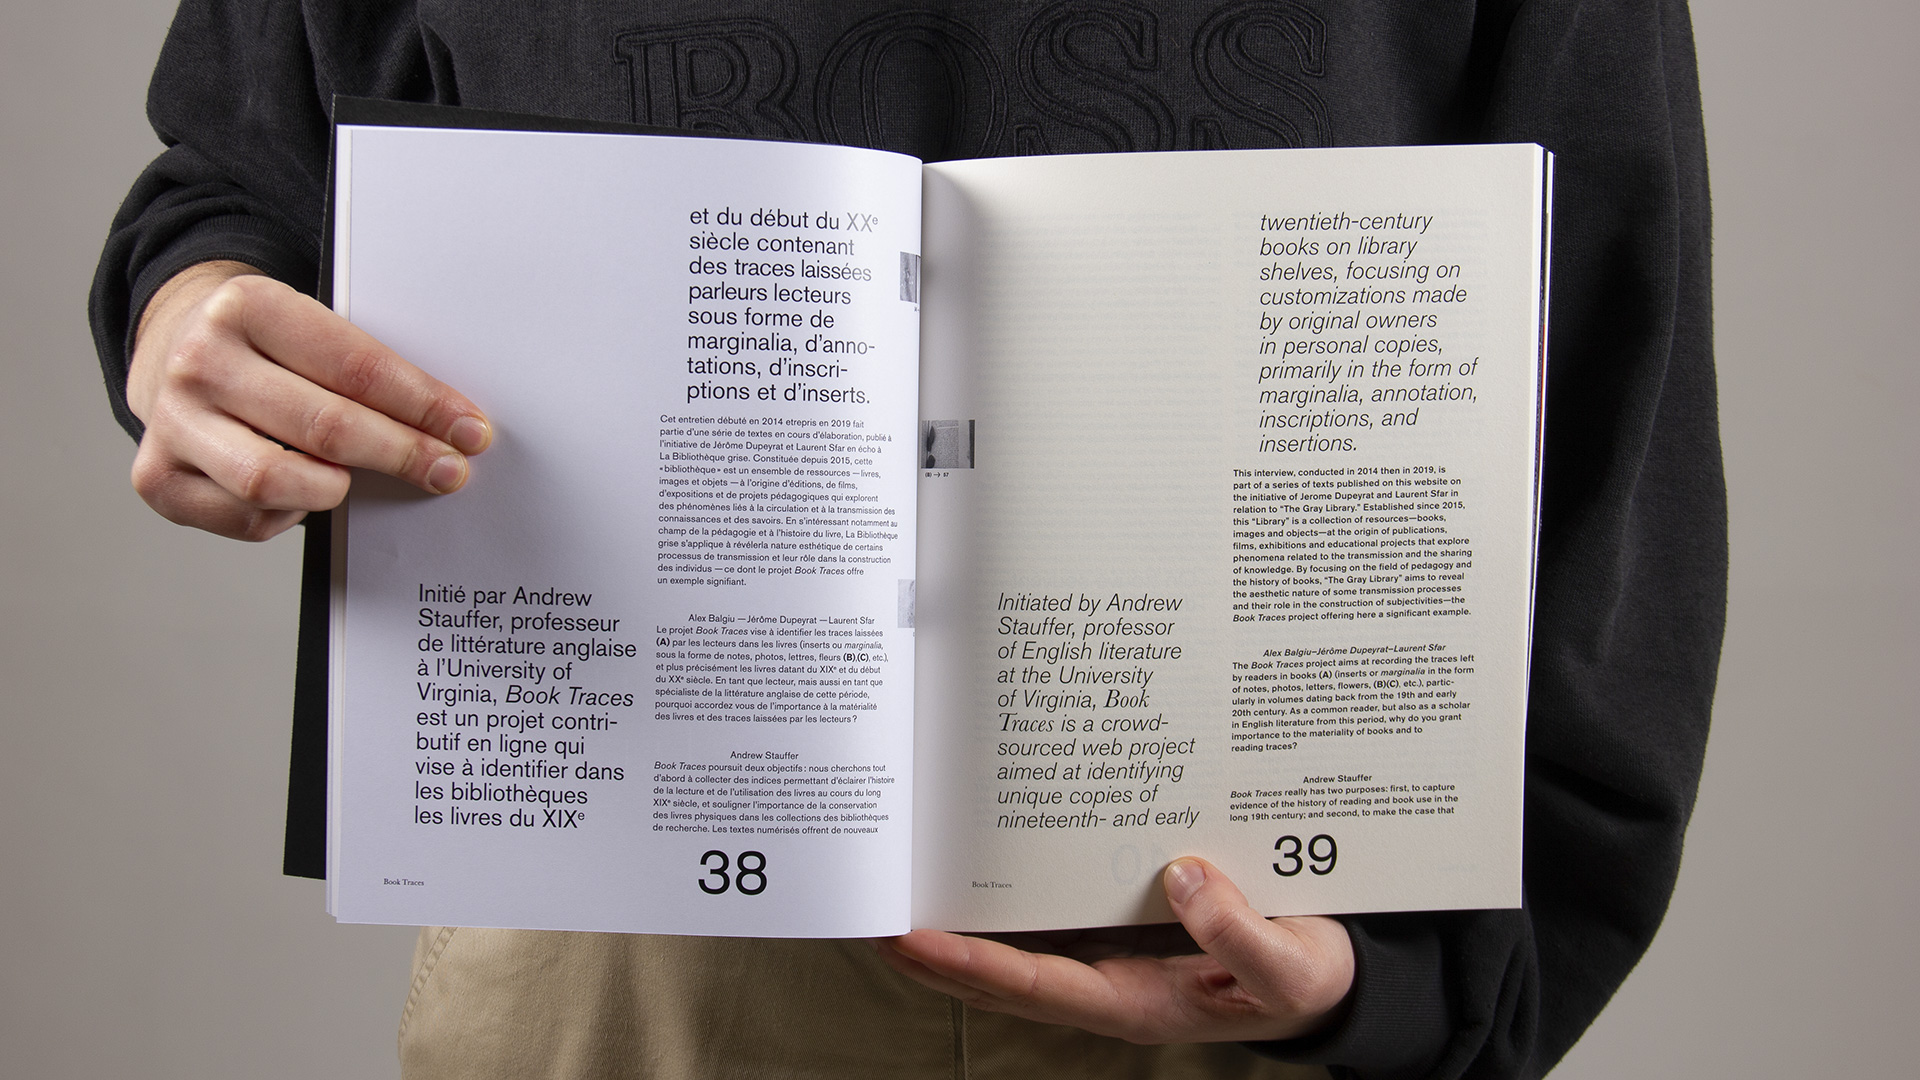 BOSS
Initié par Andrew
Stauffer, professeur
de littérature anglaise
à l’University of
Virginia, Book Traces
est un projet contri-
butif en ligne qui
vise à identifier dans
les bibliothèques
les livres du XIXe
et du début du XXe
siècle contenant
des traces laissées
parleurs lecteurs
sous forme de
marginalia, d’anno-
tations, d’inscri-
ptions et d’inserts.
Cet entretien débuté en 2014 etrepris en 2019 fait
partie d’une série de textes en cours d’élaboration, publié à
l’initiative de Jérôme Dupeyrat et Laurent Sfar en écho à
La Bibliothèque grise. Constituée depuis 2015, cette
«bibliothèque» est un ensemble de ressources — livres,
images et objets — à l’origine d’éditions, de films,
d’expositions et de projets pédagogiques qui explorent
des phénomènes liés à la circulation et à la transmission des
connaissances et des savoirs. En s’intéressant notamment au
champ de la pédagogie et à l’histoire du livre, La Bibliothèque
grise s’applique à révélerla nature esthétique de certains
processus de transmission et leur rôle dans la construction
des individus — ce dont le projet Book Traces offre
un exemple signifiant.
Alex Balgiu — Jérôme Dupeyrat — Laurent Sfar
Le projet Book Traces vise à identifier les traces laissées
(A) par les lecteurs dans les livres (inserts ou marginalia,
sous la forme de notes, photos, lettres, fleurs (B),(C), etc.),
et plus précisément les livres datant du XIXe et du début
du XXe siècle. En tant que lecteur, mais aussi en tant que
spécialiste de la littérature anglaise de cette période,
pourquoi accordez vous de l’importance à la matérialité
des livres et des traces laissées par les lecteurs ?
Andrew Stauffer
Book Traces poursuit deux objectifs : nous cherchons tout
d’abord à collecter des indices permettant d’éclairer l’histoire
de la lecture et de l’utilisation des livres au cours du long
XIXe siècle, et souligner l’importance de la conservation
des livres physiques dans les collections des bibliothèques
de recherche. Les textes numérisés offrent de nouveaux
Book Traces
38
(B) → 57
Initiated by Andrew
Stauffer, professor
of English literature
at the University
of Virginia, Book
Traces is a crowd-
sourced web project
aimed at identifying
unique copies of
nineteenth- and early
twentieth-century
books on library
shelves, focusing on
customizations made
by original owners
in personal copies,
primarily in the form of
marginalia, annotation,
inscriptions, and
insertions.
This interview, conducted in 2014 then in 2019, is
part of a series of texts published on this website on
the initiative of Jerome Dupeyrat and Laurent Sfar in
relation to “The Gray Library.” Established since 2015,
this “Library” is a collection of resources—books,
images and objects—at the origin of publications,
films, exhibitions and educational projects that explore
phenomena related to the transmission and the sharing
of knowledge. By focusing on the field of pedagogy and
the history of books, “The Gray Library” aims to reveal
the aesthetic nature of some transmission processes
and their role in the construction of subjectivities—the
Book Traces project offering here a significant example.
Alex Balgiu–Jérôme Dupeyrat–Laurent Sfar
The Book Traces project aims at recording the traces left
by readers in books (A) (inserts or marginalia in the form
of notes, photos, letters, flowers, (B)(C), etc.), partic-
ularly in volumes dating back from the 19th and early
20th century. As a common reader, but also as a scholar
in English literature from this period, why do you grant
importance to the materiality of books and to
reading traces?
Andrew Stauffer
Book Traces really has two purposes: first, to capture
evidence of the history of reading and book use in the
long 19th century; and second, to make the case that
Book Traces
39